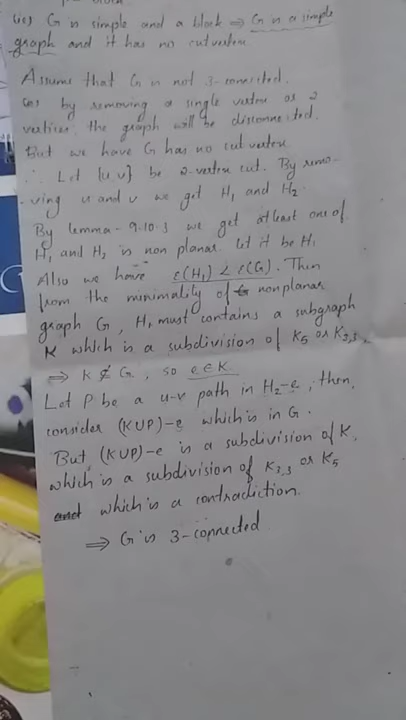 (ie) G is simple and a block ⇒ G is a simple
graph and it has no cutvertex.
Assume that G is not 3-connected.
(ie) by removing a single vertex or 2
vertices the graph will be disconnected.
But we have G has no cutvertex
∴ Let {u, v} be 2-vertex cut. By remo-
-ving u and v we get H₁ and H₂
By lemma - 9.10.3 we get atleast one of
H₁ and H₂ is non planar. Let it be H₁
Also we have ε(H₁) < ε(G). Then
from the minimality of nonplanar
graph G, H₁ must contains a subgraph
K which is a subdivision of K₅ or K₃,₃.
⇒ K ⊄ G, so e ∈ K.
Let P be a u-v path in H₂-e, then,
consider (K∪P)-e which is in G.
But (K∪P)-e is a subdivision of K,
which is a subdivision of K₃,₃ or K₅
which is a contradiction.
⇒ G is 3-connected